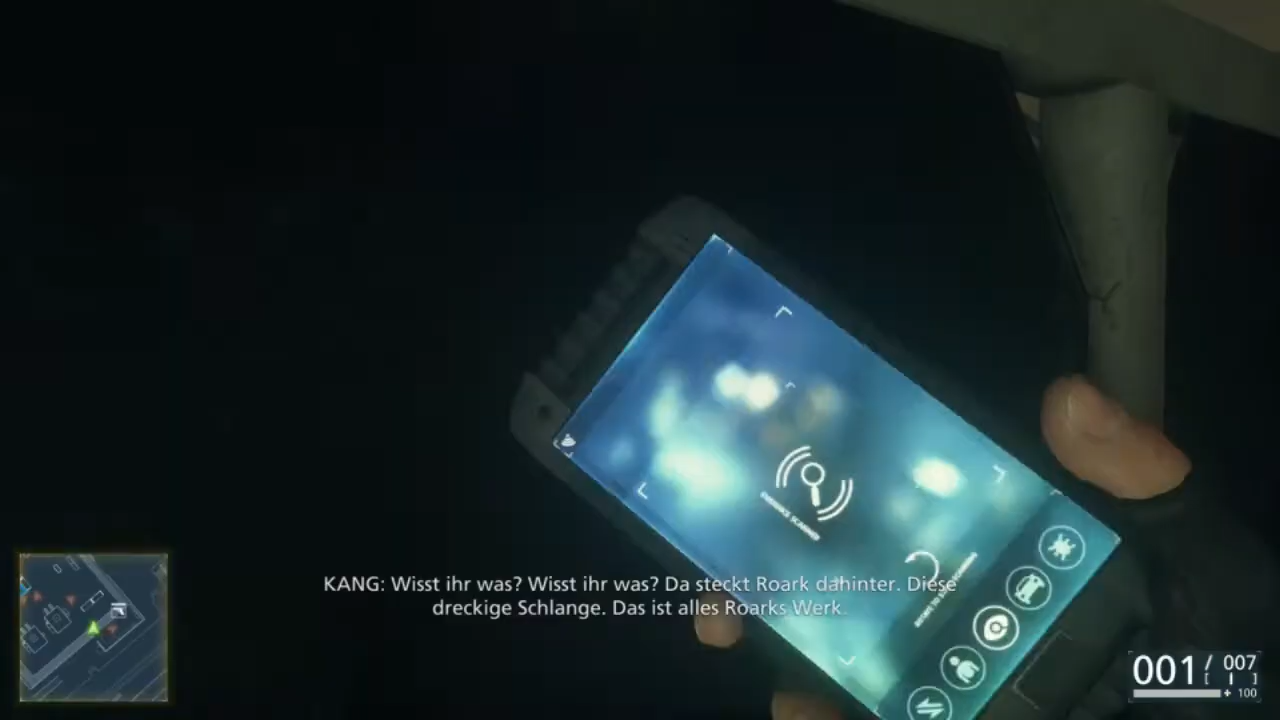 KANG: Wisst ihr was? Wisst ihr was? Da steckt Roark dahinter. Diese
dreckige Schlange. Das ist alles Roarks Werk.
001 / 007
+ 100